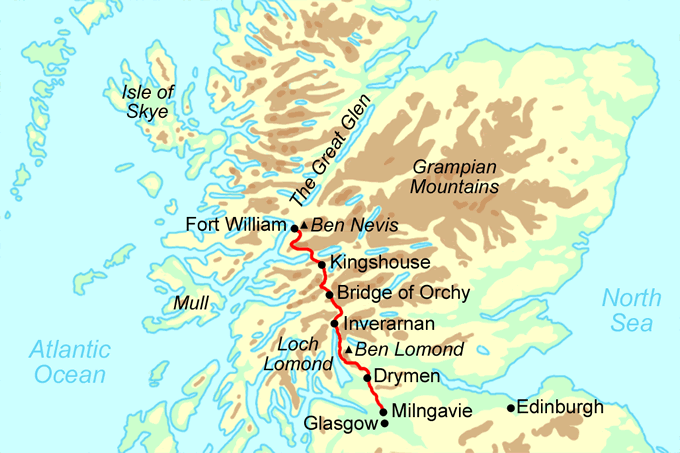 Isle of
Skye
The Great Glen
Grampian
Mountains
Fort William
Ben Nevis
Kingshouse
Mull
Bridge of Orchy
North
Sea
Inverarnan
Atlantic
Ocean
Loch
Lomond
Ben Lomond
Drymen
Milngavie
Edinburgh
Glasgow